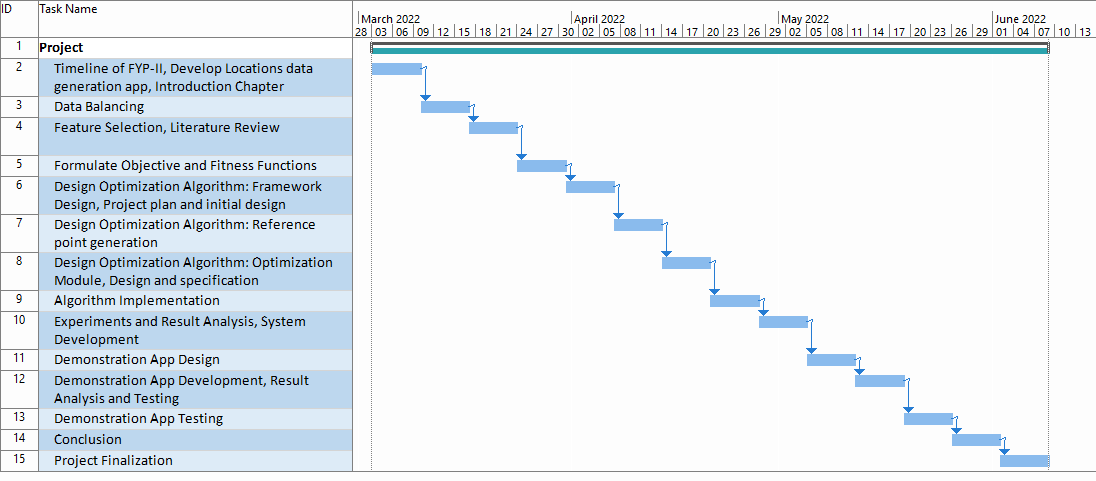 ID Task Name
March 2022 April 2022 May 2022 June 2022
28 03 06 09 12 15 18 21 24 27 30 02 05 08 11 14 17 20 23 26 29 02 05 08 11 14 17 20 23 26 29 01 04 07 10 13
1 Project
2 Timeline of FYP-II, Develop Locations data
generation app, Introduction Chapter
3 Data Balancing
4 Feature Selection, Literature Review
5 Formulate Objective and Fitness Functions
6 Design Optimization Algorithm: Framework
Design, Project plan and initial design
7 Design Optimization Algorithm: Reference
point generation
8 Design Optimization Algorithm: Optimization
Module, Design and specification
9 Algorithm Implementation
10 Experiments and Result Analysis, System
Development
11 Demonstration App Design
12 Demonstration App Development, Result
Analysis and Testing
13 Demonstration App Testing
14 Conclusion
15 Project Finalization